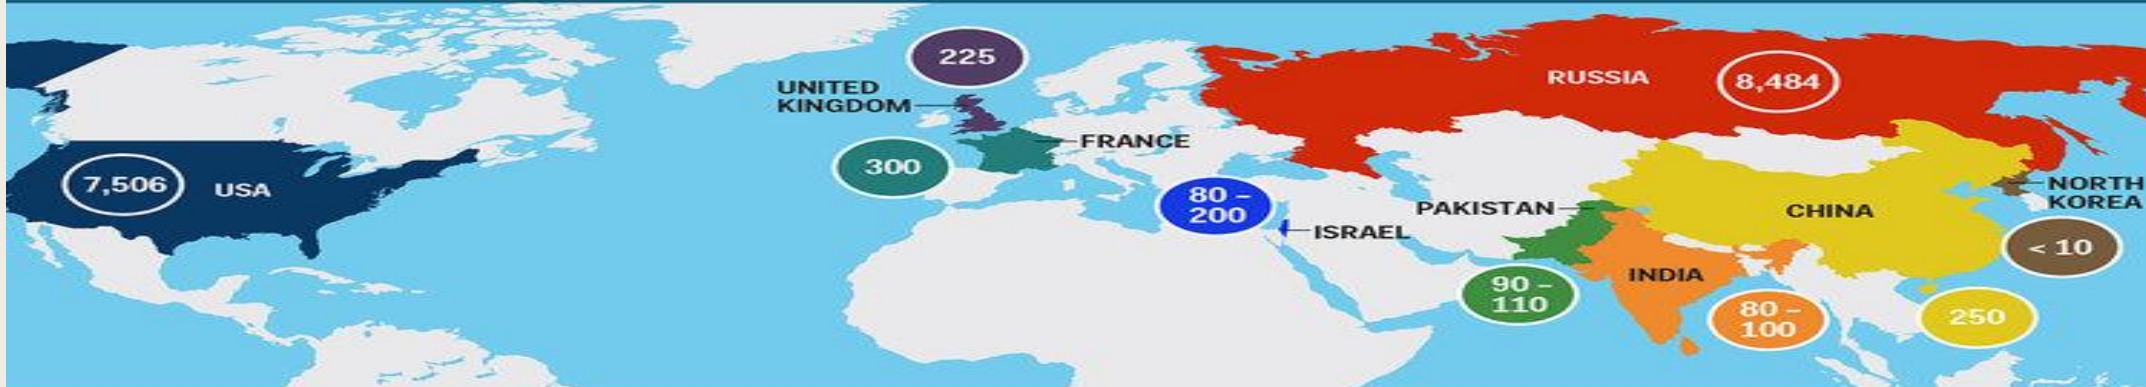 225
UNITED
KINGDOM
RUSSIA
8,484
FRANCE
300
7,506
USA
80 –
200
ISRAEL
PAKISTAN
CHINA
NORTH
KOREA
< 10
INDIA
90 –
110
80 –
100
250